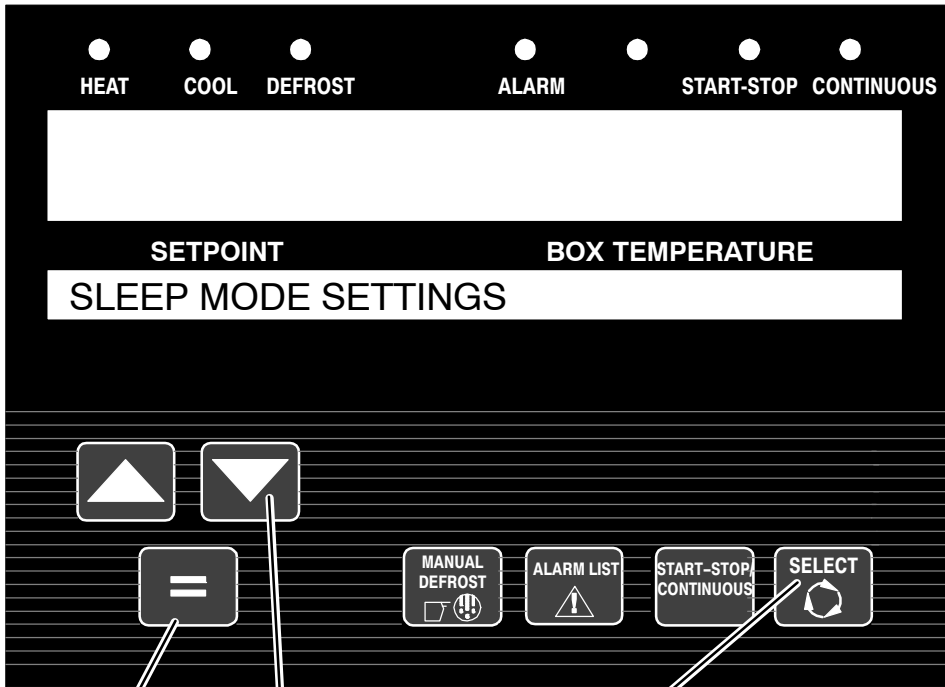 HEAT COOL DEFROST ALARM START-STOP CONTINUOUS
SETPOINT BOX TEMPERATURE
SLEEP MODE SETTINGS
=
MANUAL
DEFROST
ALARM LIST
START–STOP/
CONTINUOUS
SELECT